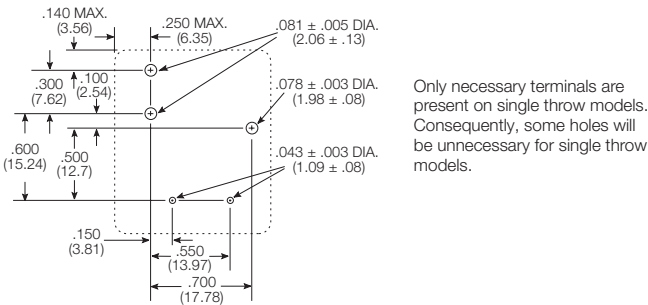 .140 MAX.
(3.56)
.250
(6.35)
.081 ± .005 DIA.
(2.06 ± .13)
.300
(7.62)
.100
(2.54)
.078 ± .003 DIA.
(1.98 ± .08)
.600
(15.24)
.500
(12.7)
.043 ± .003 DIA.
(1.09 ± .08)
.150
(3.81)
.550
(13.97)
.700
(17.78)
Only necessary terminals are
present on single throw models.
Consequently, some holes will
be unnecessary for single throw
models.